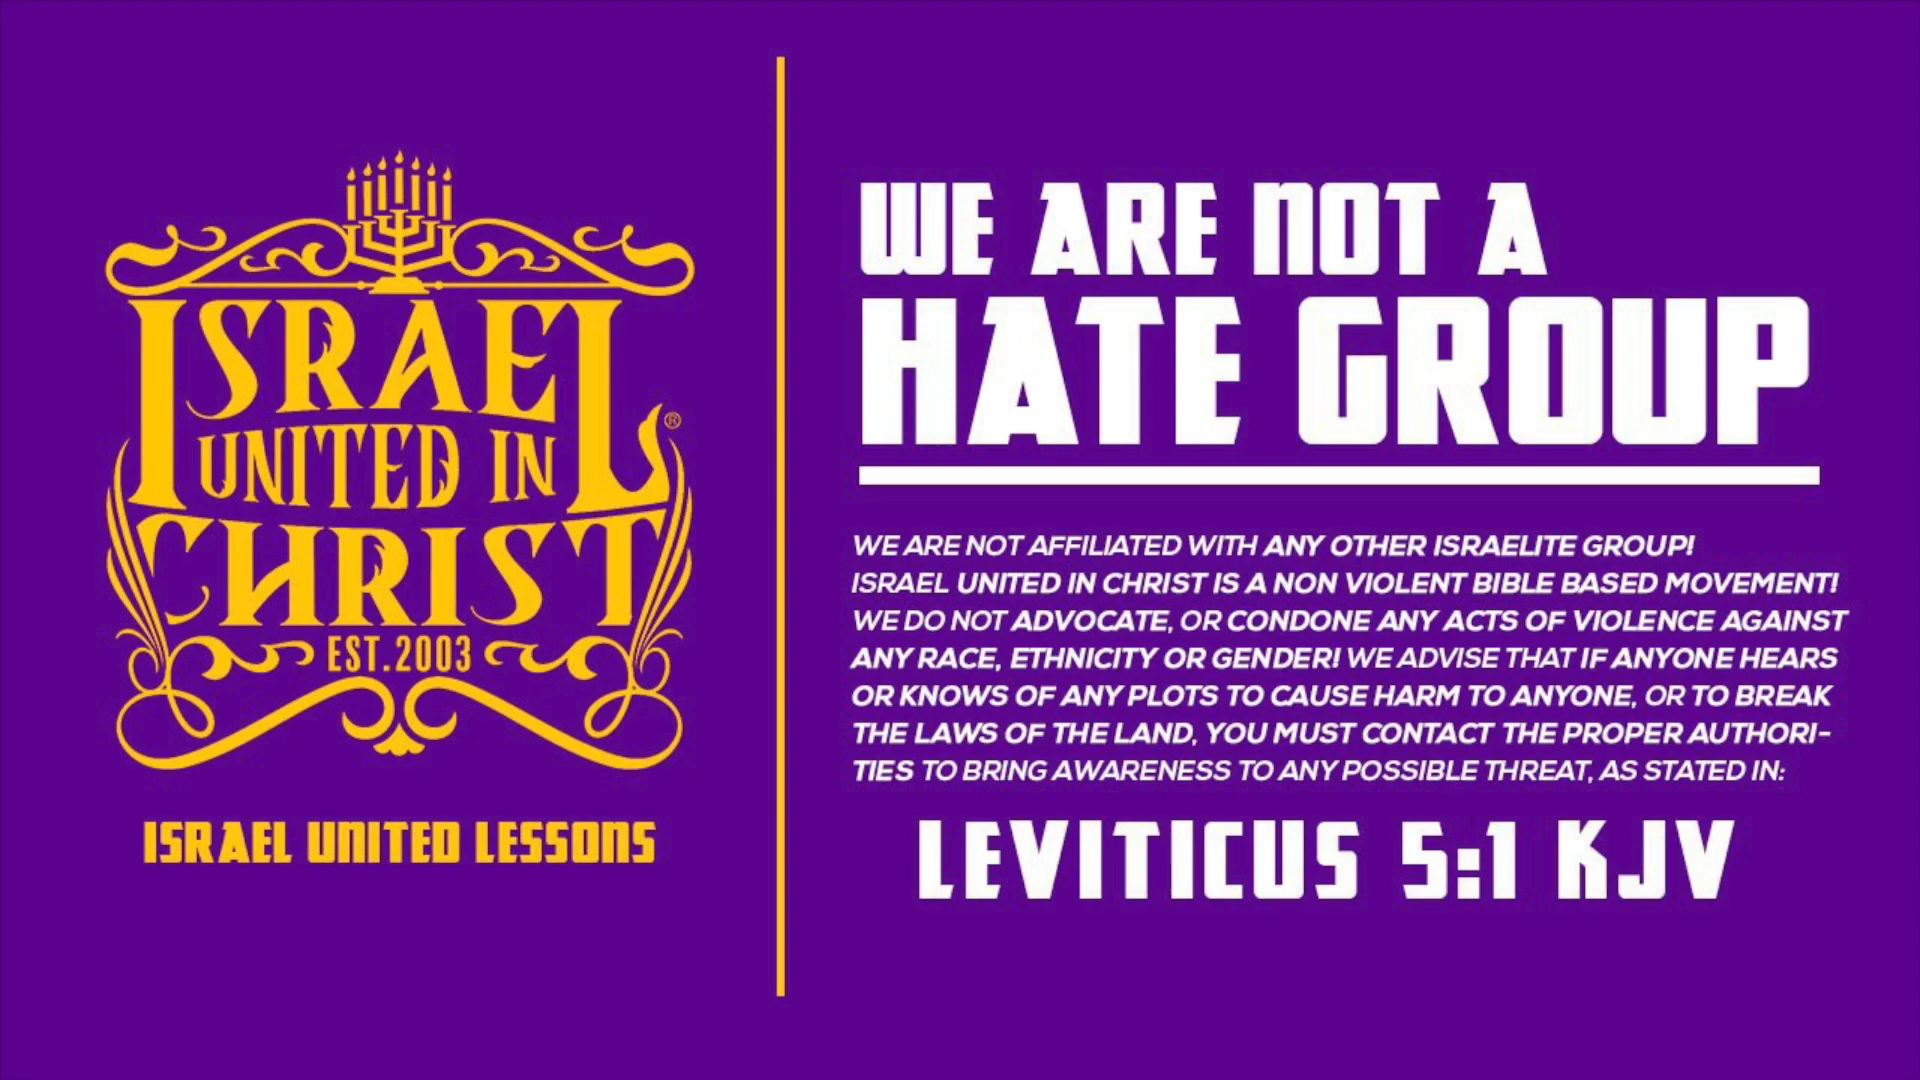 ISRAEL
UNITED IN
CHRIST
®
EST.2003
ISRAEL UNITED LESSONS
WE ARE NOT A
HATE GROUP
WE ARE NOT AFFILIATED WITH ANY OTHER ISRAELITE GROUP!
ISRAEL UNITED IN CHRIST IS A NON VIOLENT BIBLE BASED MOVEMENT!
WE DO NOT ADVOCATE, OR CONDONE ANY ACTS OF VIOLENCE AGAINST
ANY RACE, ETHNICITY OR GENDER! WE ADVISE THAT IF ANYONE HEARS
OR KNOWS OF ANY PLOTS TO CAUSE HARM TO ANYONE, OR TO BREAK
THE LAWS OF THE LAND, YOU MUST CONTACT THE PROPER AUTHORI-
TIES TO BRING AWARENESS TO ANY POSSIBLE THREAT, AS STATED IN:
LEVITICUS 5:1 KJV